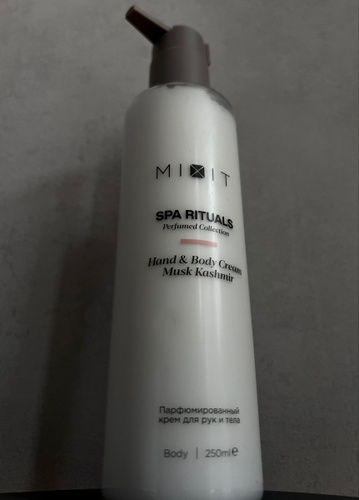 MIXIT
SPA RITUALS
Perfumed Collection
Hand & Body Cream
Musk Kashmir
Парфюмированный
крем для рук и тела
Body | 250ml e